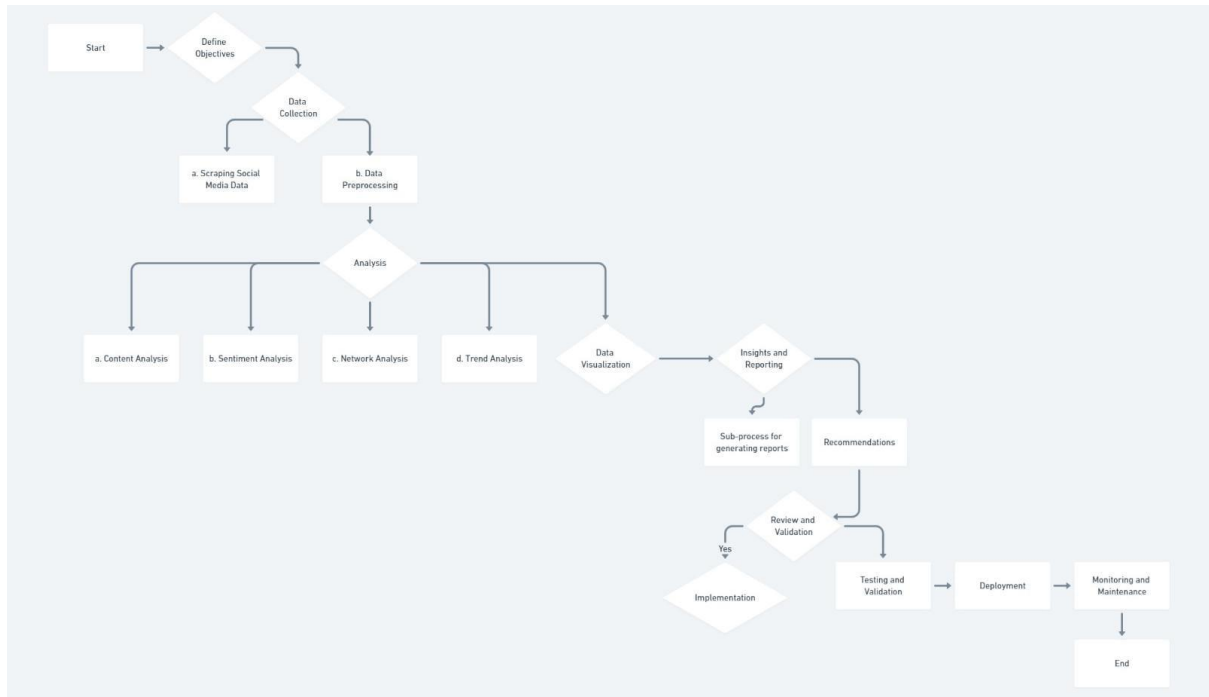 Start
Define
Objectives
Data
Collection
a. Scraping Social
Media Data
b. Data
Preprocessing
Analysis
a. Content Analysis
b. Sentiment Analysis
c. Network Analysis
d. Trend Analysis
Data
Visualization
Insights and
Reporting
Sub-process for
generating reports
Recommendations
Review and
Validation
Yes
Implementation
Testing and
Validation
Deployment
Monitoring and
Maintenance
End